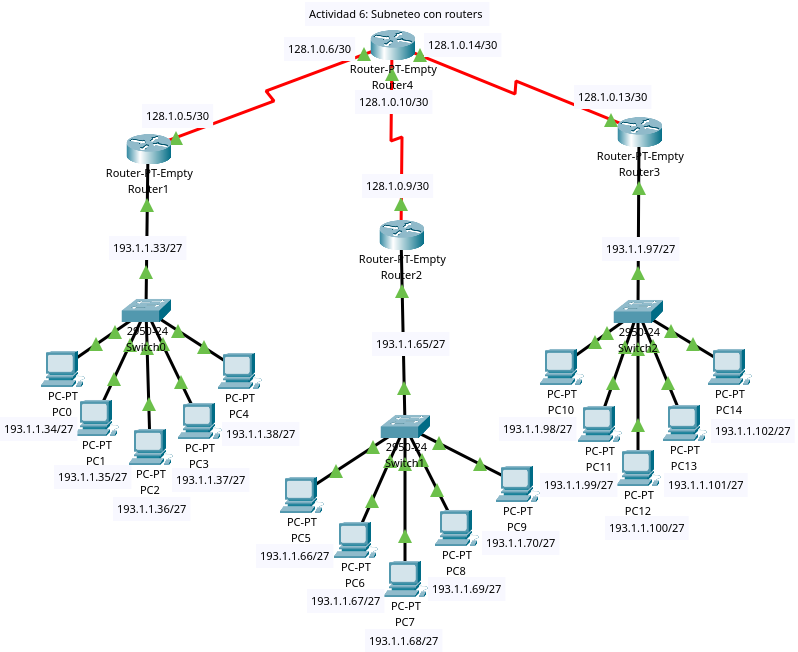 Actividad 6: Subneteo con routers
128.1.0.6/30
128.1.0.14/30
Router-PT-Empty
Router4
128.1.0.10/30
128.1.0.5/30
128.1.0.13/30
Router-PT-Empty
Router1
Router-PT-Empty
Router3
128.1.0.9/30
Router-PT-Empty
Router2
193.1.1.33/27
193.1.1.97/27
193.1.1.65/27
2950-24
Switch0
PC-PT
PC0
193.1.1.34/27
PC-PT
PC1
193.1.1.35/27
PC-PT
PC2
193.1.1.36/27
PC-PT
PC3
193.1.1.37/27
PC-PT
PC4
193.1.1.38/27
2950-24
Switch1
PC-PT
PC5
193.1.1.66/27
PC-PT
PC6
193.1.1.67/27
PC-PT
PC7
193.1.1.68/27
PC-PT
PC8
193.1.1.69/27
PC-PT
PC9
193.1.1.70/27
2950-24
Switch2
PC-PT
PC10
193.1.1.98/27
PC-PT
PC11
193.1.1.99/27
PC-PT
PC12
193.1.1.100/27
PC-PT
PC13
193.1.1.101/27
PC-PT
PC14
193.1.1.102/27